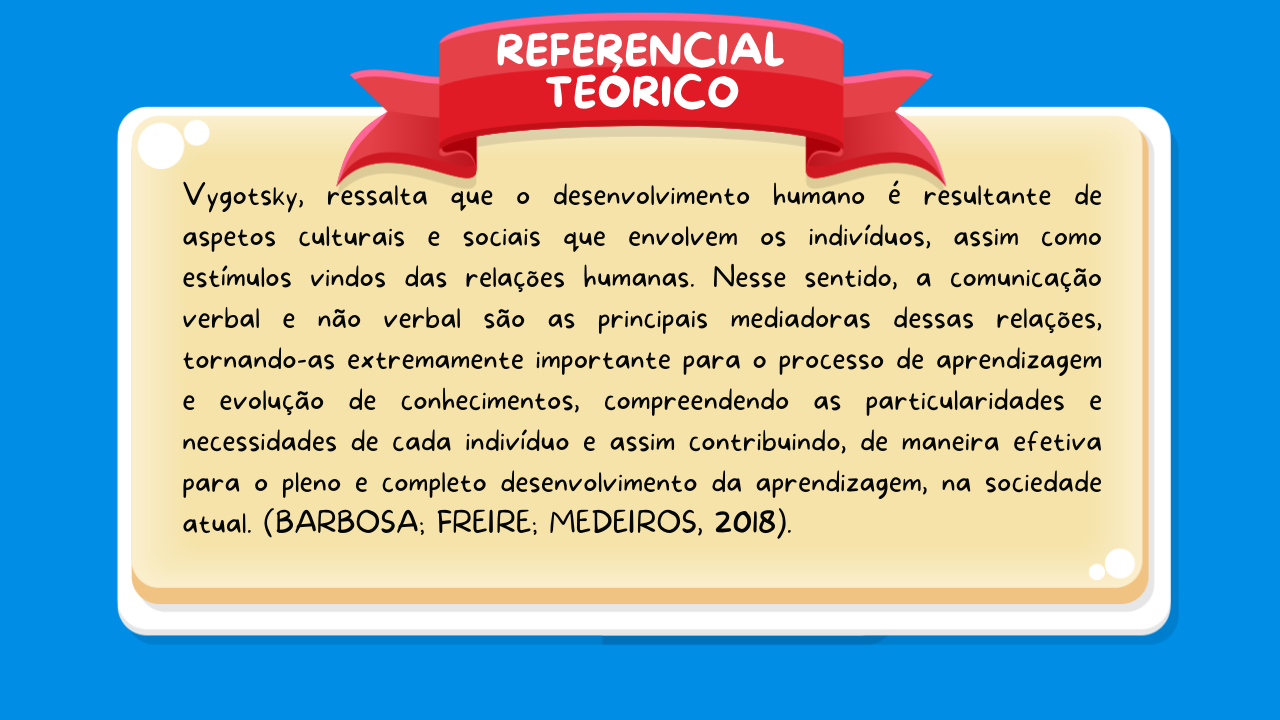 REFERENCIAL
TEÓRICO
Vygotsky, ressalta que o desenvolvimento humano é resultante de
aspetos culturais e sociais que envolvem os indivíduos, assim como
estímulos vindos das relações humanas. Nesse sentido, a comunicação
verbal e não verbal são as principais mediadoras dessas relações,
tornando-as extremamente importante para o processo de aprendizagem
e evolução de conhecimentos, compreendendo as particularidades e
necessidades de cada indivíduo e assim contribuindo, de maneira efetiva
para o pleno e completo desenvolvimento da aprendizagem, na sociedade
atual. (BARBOSA; FREIRE; MEDEIROS, 2018).